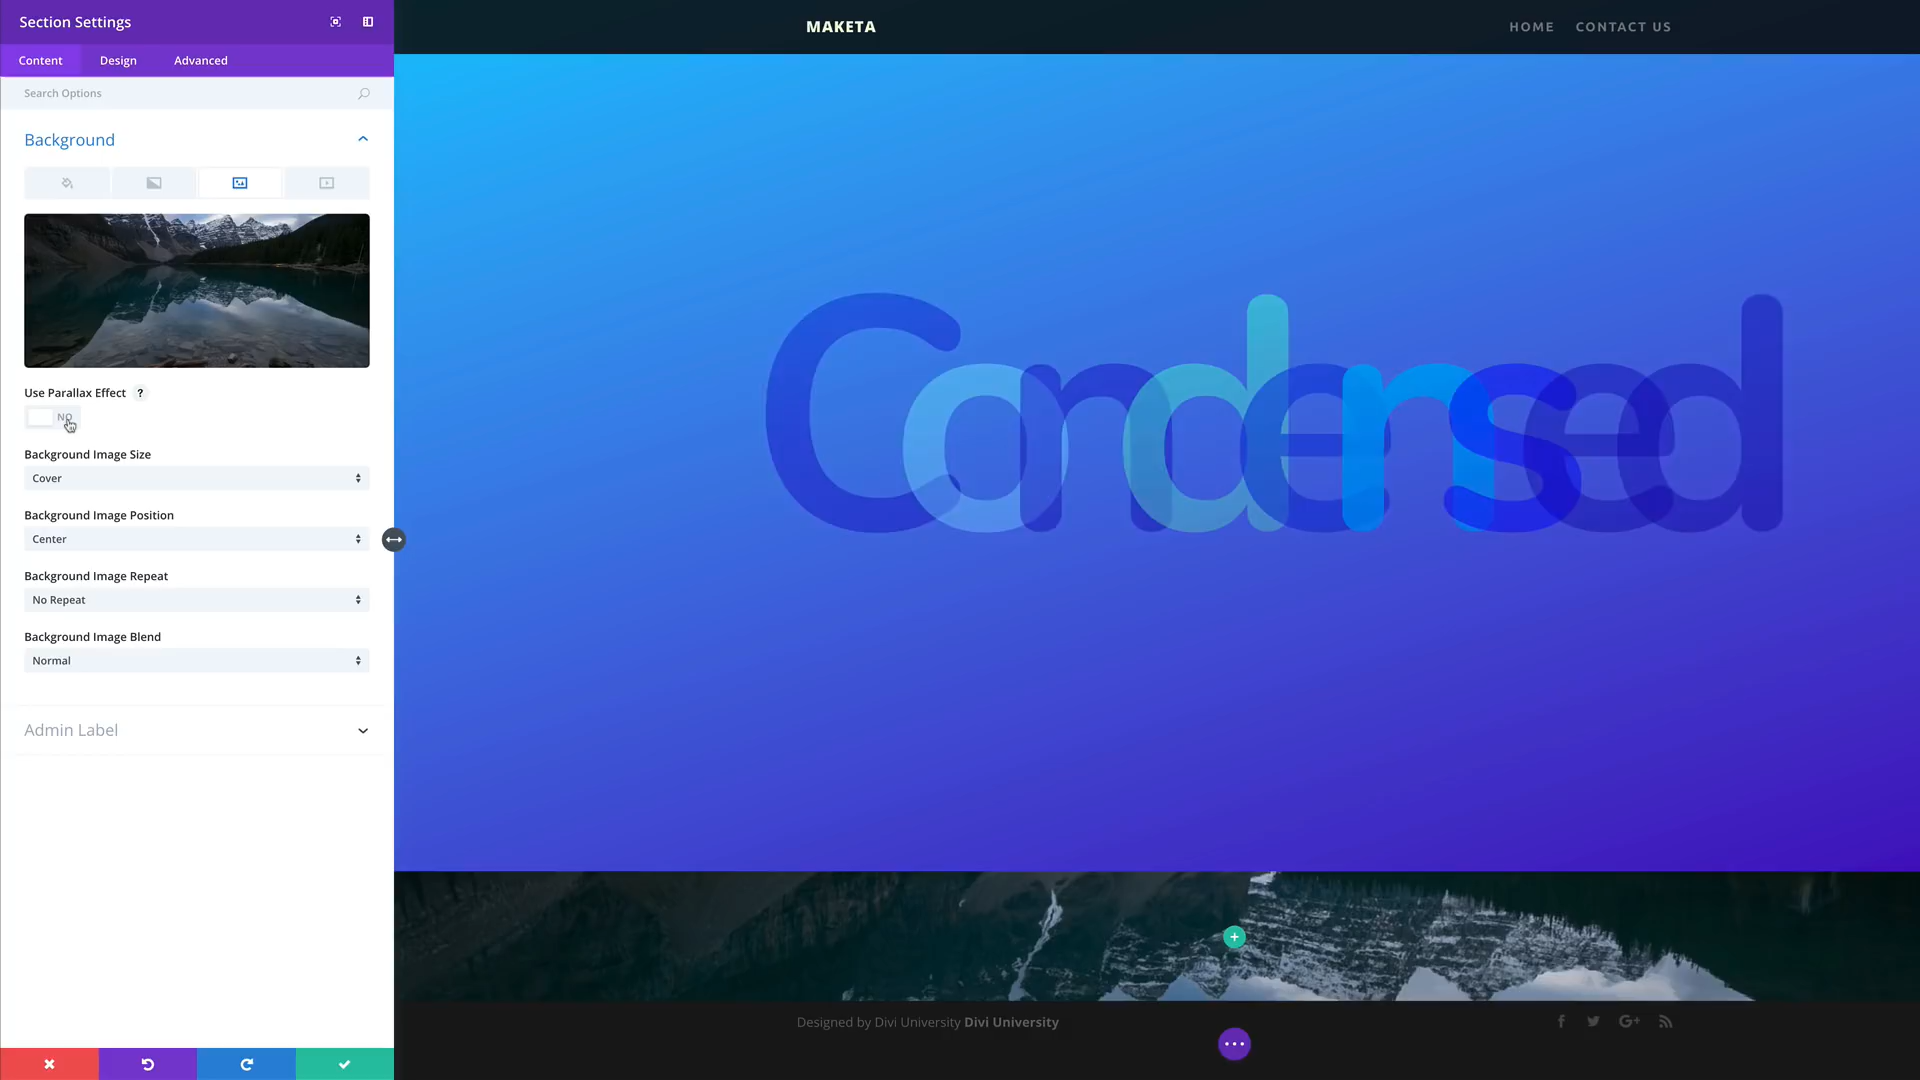 Section Settings
Content Design Advanced
Search Options
Background
Use Parallax Effect ?
NO
Background Image Size
Cover
Background Image Position
Center
Background Image Repeat
No Repeat
Background Image Blend
Normal
Admin Label
MAKETA
HOME CONTACT US
Condensed
Designed by Divi University Divi University